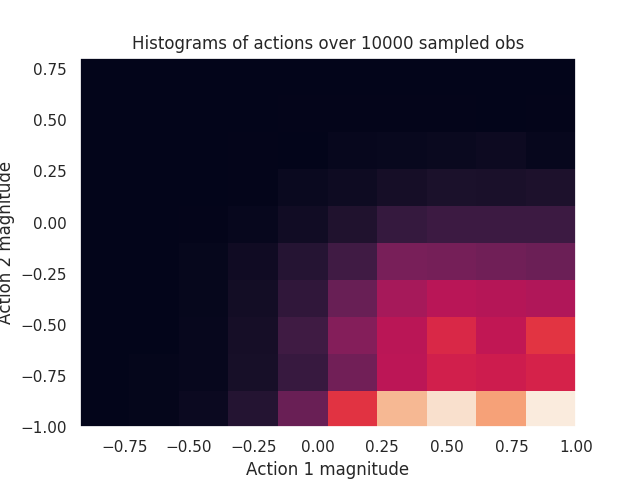 Histograms of actions over 10000 sampled obs
Action 2 magnitude
0.75
0.50
0.25
0.00
−0.25
−0.50
−0.75
−1.00
−0.75 −0.50 −0.25 0.00 0.25 0.50 0.75 1.00
Action 1 magnitude